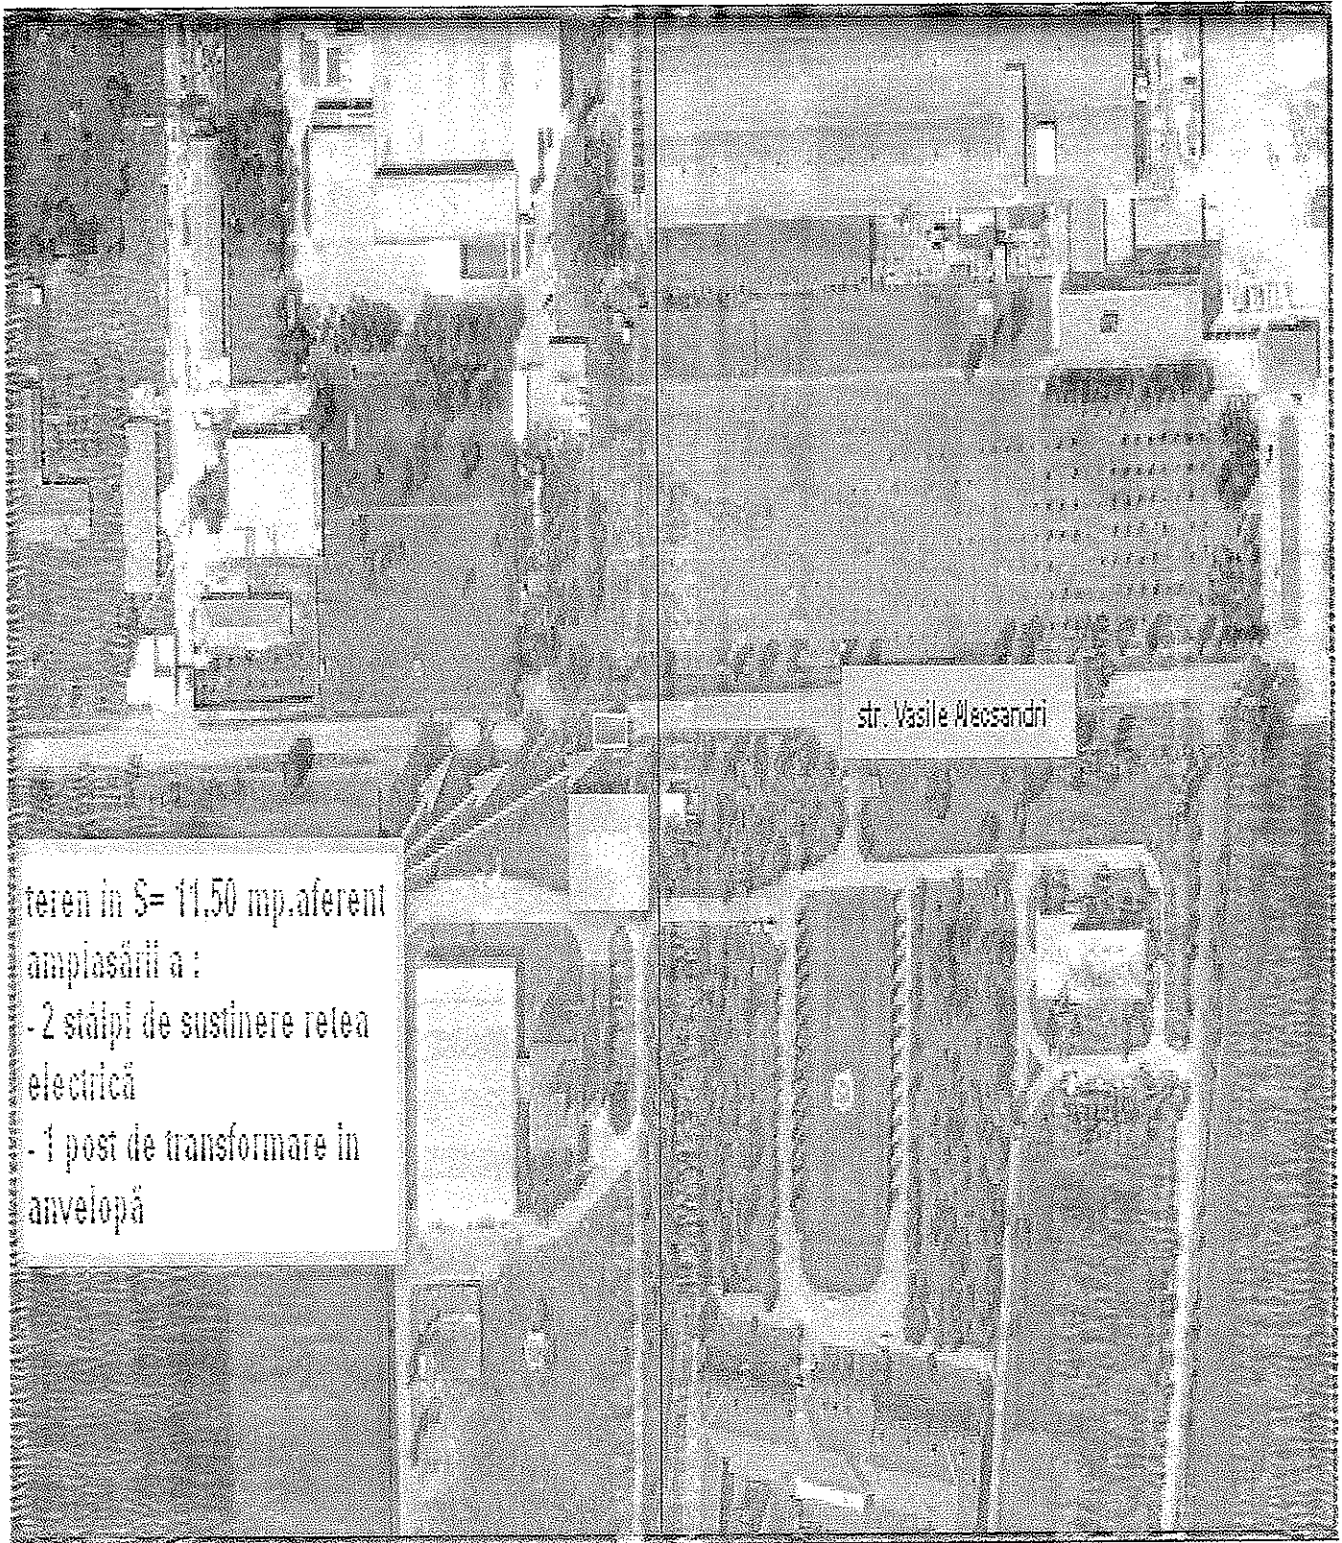 str. Vasile Alecsandri
teren in S= 11.50 mp.aferent
amplasării a :
- 2 stâlpi de sustinere retea
electrică
- 1 post de transformare in
anvelopă